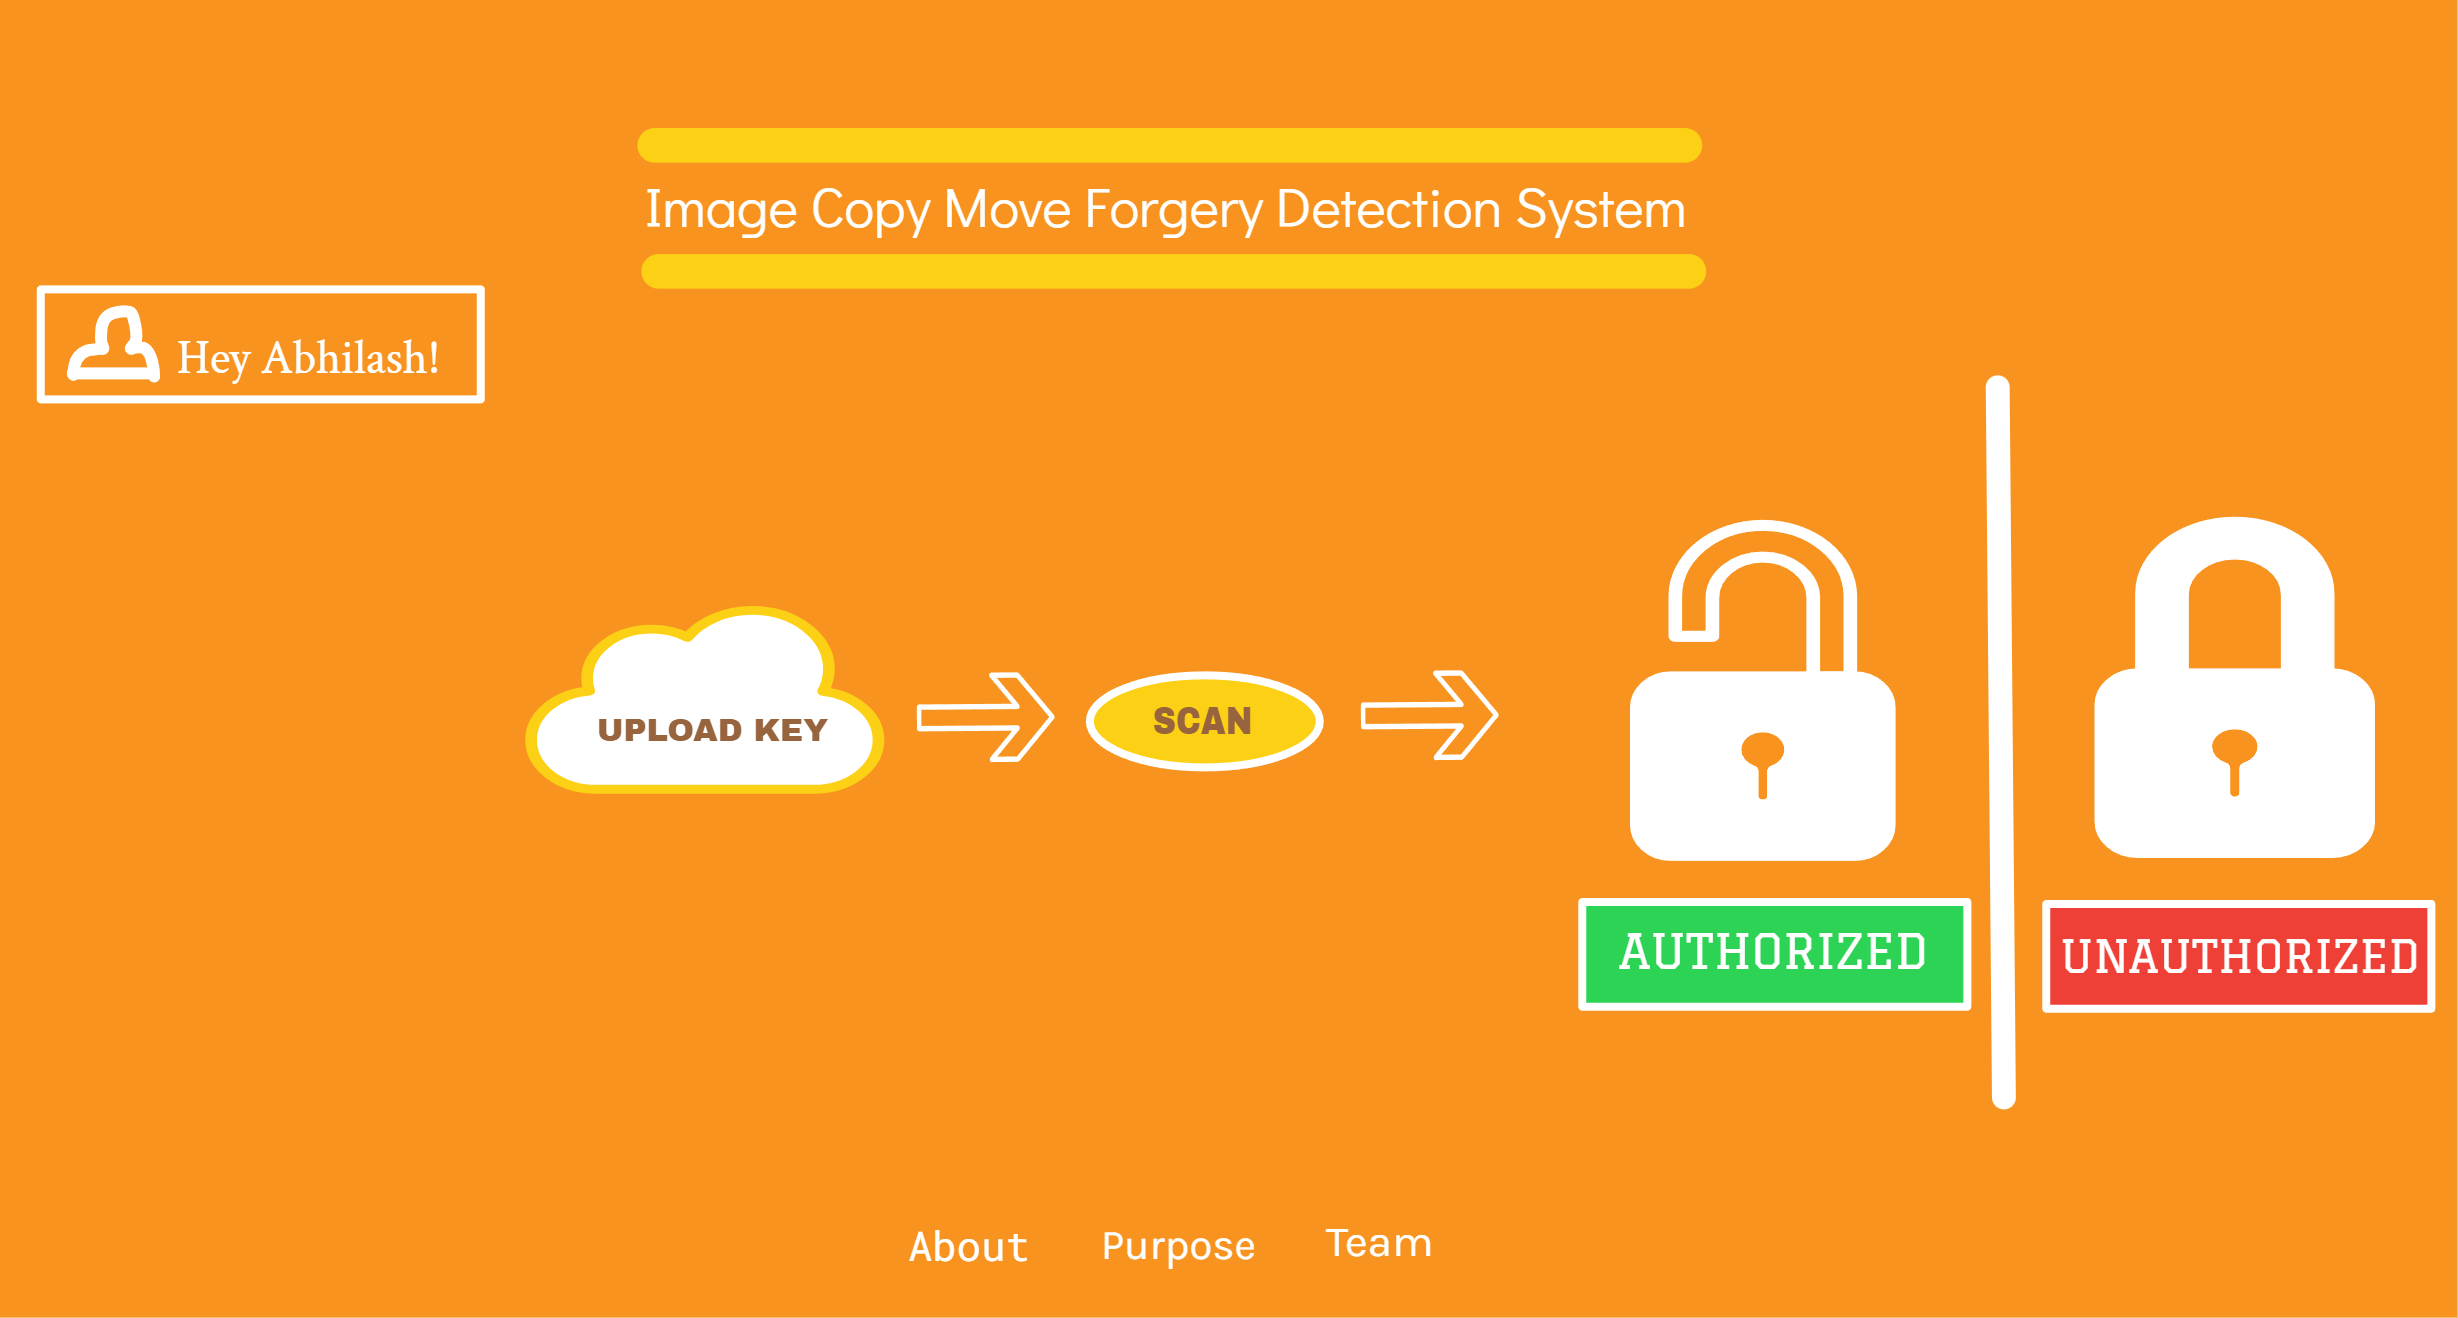 Image Copy Move Forgery Detection System
Hey Abhilash!
UPLOAD KEY
SCAN
AUTHORIZED
UNAUTHORIZED
About
Purpose
Team